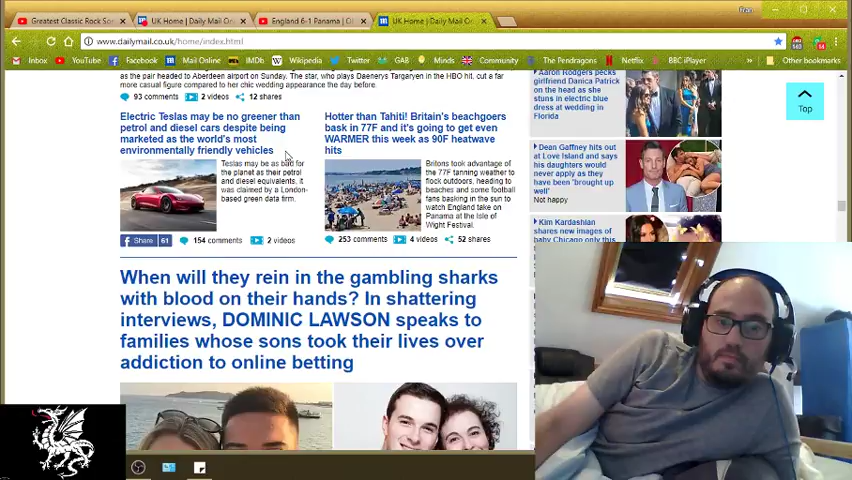 Fran
Greatest Classic Rock Son
UK Home | Daily Mail On
England 6-1 Panama | Cl
UK Home | Daily Mail Onl
www.dailymail.co.uk/home/index.html
Inbox YouTube Facebook Mail Online IMDb Wikipedia Twitter GAB Minds Community The Pendragons Netflix BBC iPlayer Other bookmarks
as the pair headed to Aberdeen airport on Sunday. The star, who plays Daenerys Targaryen in the HBO hit, cut a far
more casual figure compared to her chic wedding appearance the day before.
93 comments 2 videos 12 shares
Electric Teslas may be no greener than
petrol and diesel cars despite being
marketed as the world's most
environmentally friendly vehicles
Teslas may be as bad for
the planet as their petrol
and diesel equivalents, it
was claimed by a London-
based green data firm.
Share 61 154 comments 2 videos
Hotter than Tahiti! Britain's beachgoers
bask in 77F and it's going to get even
WARMER this week as 90F heatwave
hits
Britons took advantage of
the 77F tanning weather to
flock outdoors, heading to
beaches and some football
fans basking in the sun to
watch England take on
Panama at the Isle of
Wight Festival.
253 comments 4 videos 52 shares
When will they rein in the gambling sharks
with blood on their hands? In shattering
interviews, DOMINIC LAWSON speaks to
families whose sons took their lives over
addiction to online betting
Aaron Rodgers pecks
girlfriend Danica Patrick
on the head as she
stuns in electric blue
dress at wedding in
Florida
Dean Gaffney hits out
at Love Island and says
his daughters would
never apply as they
have been 'brought up
well'
Not happy
Kim Kardashian
shares new images of
baby Chicago only this
Top